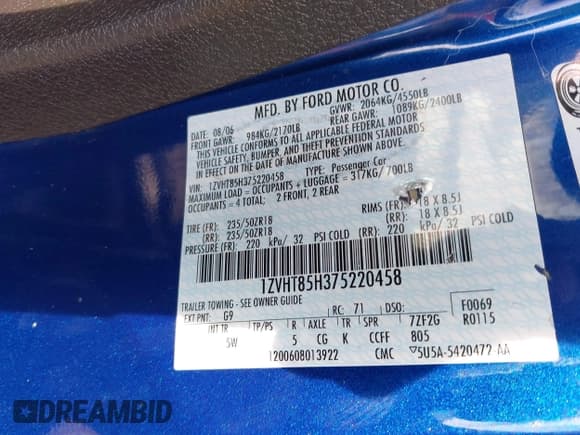 MFD. BY FORD MOTOR CO.
DATE: 08/06 GVWR: 2064KG/4550LB
FRONT GAWR: 984KG/2170LB REAR GAWR: 1089KG/2400LB
THIS VEHICLE CONFORMS TO ALL APPLICABLE FEDERAL MOTOR
VEHICLE SAFETY, BUMPER, AND THEFT PREVENTION STANDARDS
IN EFFECT ON THE DATE OF MANUFACTURE SHOWN ABOVE.
VIN: 1ZVHT85H375220458 TYPE: Passenger Car
MAXIMUM LOAD = OCCUPANTS + LUGGAGE = 317KG/700LB
OCCUPANTS = 4 TOTAL: 2 FRONT, 2 REAR
TIRE (FR): 235/50ZR18 RIMS (FR): 18 X 8.5J
(RR): 235/50ZR18 (RR): 18 X 8.5J
PRESSURE (FR): 220 kPa/ 32 PSI COLD (RR): 220 kPa/ 32 PSI COLD
1ZVHT85H375220458
TRAILER TOWING - SEE OWNER GUIDE
EXT PNT: G9 RC: 71 DSO: F0069
INT TR TP/PS R AXLE TR SPR 7ZF2G R0115
5W 5 CG K CCFF 805
1200608013922 CMC 5U5A-5420472-AA
DREAMBID